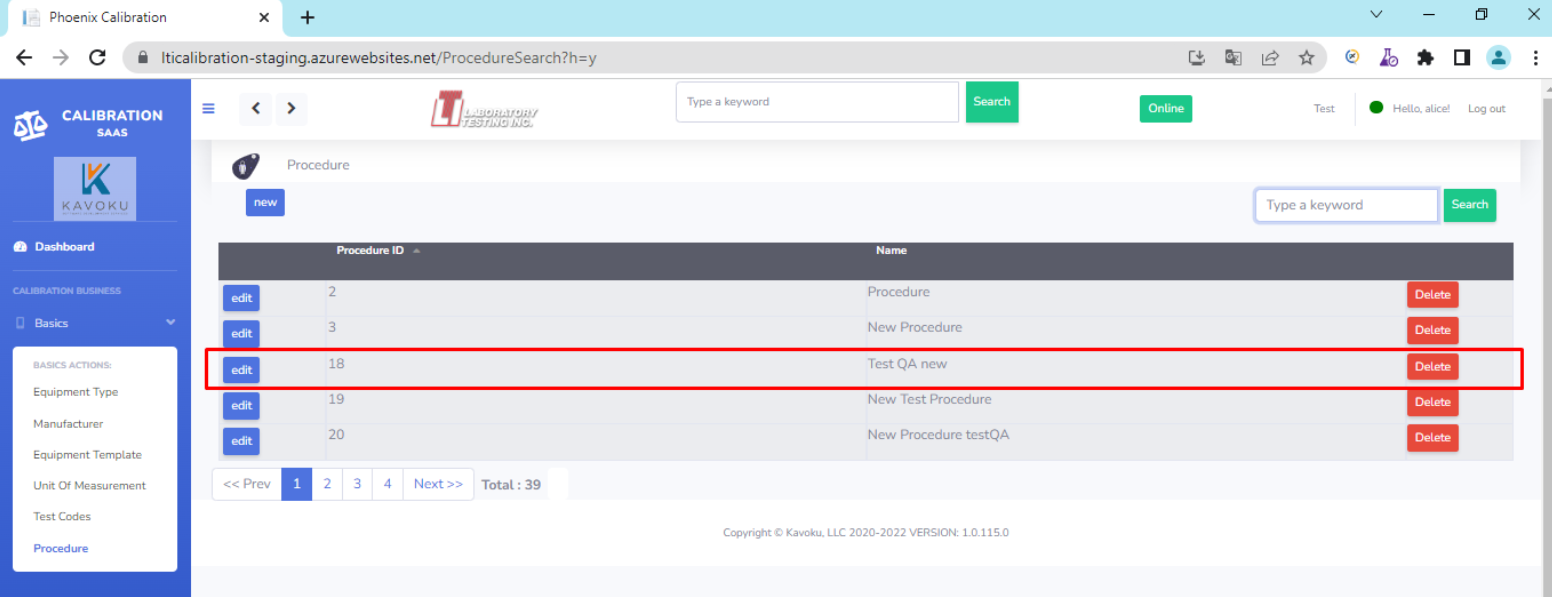 Phoenix Calibration
lticalibration-staging.azurewebsites.net/ProcedureSearch?h=y
CALIBRATION
SAAS
KAVOKU
Dashboard
CALIBRATION BUSINESS
Basics
BASICS ACTIONS:
Equipment Type
Manufacturer
Equipment Template
Unit Of Measurement
Test Codes
Procedure
LT LABORATORY
TESTING INC.
Type a keyword Search Online Test Hello, alice! Log out
Procedure
new Type a keyword Search
Procedure ID Name
edit 2 Procedure Delete
edit 3 New Procedure Delete
edit 18 Test QA new Delete
edit 19 New Test Procedure Delete
edit 20 New Procedure testQA Delete
<< Prev 1 2 3 4 Next >> Total : 39
Copyright © Kavoku, LLC 2020-2022 VERSION: 1.0.115.0